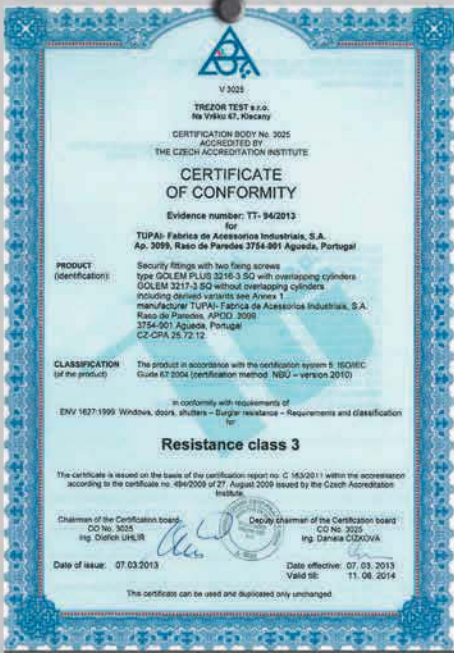 V 3025
TREZOR TEST s.r.o.
Na Vršku 67, Klecany
CERTIFICATION BODY No. 3025
ACCREDITED BY
THE CZECH ACCREDITATION INSTITUTE
CERTIFICATE
OF CONFORMITY
Evidence number: TT- 94/2013
for
TUPAI- Fabrica de Acessorios Industriais, S.A.
Ap. 3099, Raso de Paredes 3754-901 Agueda, Portugal
PRODUCT
(identification):
Security fittings with two fixing screws
type GOLEM PLUS 3216-3 SQ with overlapping cylinders
GOLEM 3217-3 SQ without overlapping cylinders
including derived variants see Annex 1
manufacturer TUPAI- Fabrica de Acessorios Industriais, S.A.
Raso de Paredes, APOD. 3099
3754-901 Agueda, Portugal
CZ-CPA 25.72.12
CLASSIFICATION
(of the product)
The product in accordance with the certification system 5, ISO/IEC
Guide 67:2004 (certification method NBÚ – version 2010)
in conformity with requirements of
ENV 1627:1999 Windows, doors, shutters – Burglar resistance – Requirements and classification
for
Resistance class 3
The certificate is issued on the basis of the certification report no. C 163/2011 within the accreditation
according to the certificate no. 494/2009 of 27. August 2009 issued by the Czech Accreditation
Institute.
Chairman of the Certification board
CO No. 3025
Ing. Oldřich UHLÍŘ
Deputy chairman of the Certification board
CO No. 3025
Ing. Daniela ČÍŽKOVÁ
Date of issue: 07.03.2013
Date effective: 07. 03. 2013
Valid till: 11. 06. 2014
This certificate can be used and duplicated only unchanged